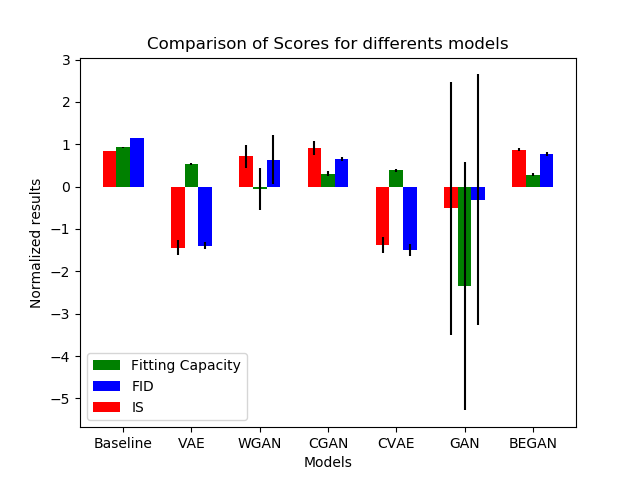 Comparison of Scores for differents models
Normalized results
3
2
1
0
−1
−2
−3
−4
−5
Fitting Capacity
FID
IS
Baseline VAE WGAN CGAN CVAE GAN BEGAN
Models